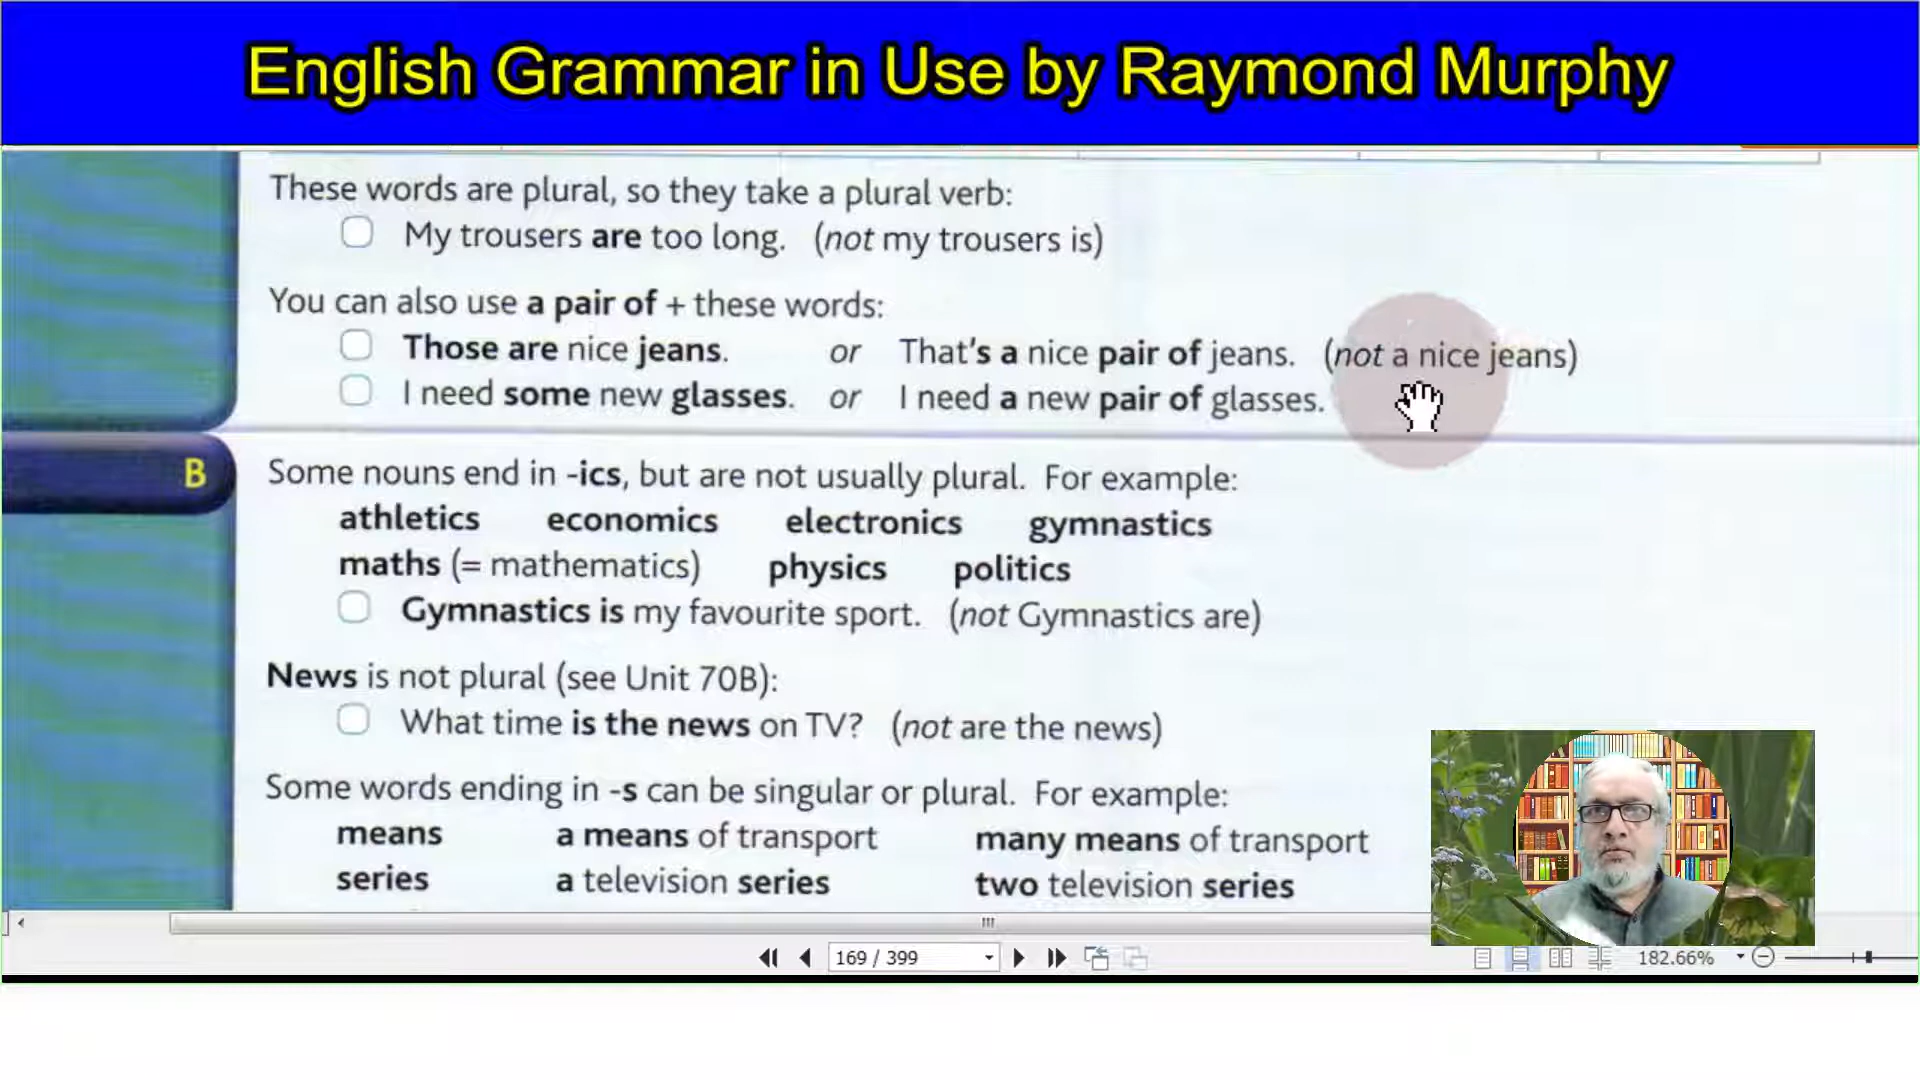 English Grammar in Use by Raymond Murphy
These words are plural, so they take a plural verb:
My trousers are too long. (not my trousers is)
You can also use a pair of + these words:
Those are nice jeans. or That's a nice pair of jeans. (not a nice jeans)
I need some new glasses. or I need a new pair of glasses.
B
Some nouns end in -ics, but are not usually plural. For example:
athletics economics electronics gymnastics
maths (= mathematics) physics politics
Gymnastics is my favourite sport. (not Gymnastics are)
News is not plural (see Unit 70B):
What time is the news on TV? (not are the news)
Some words ending in -s can be singular or plural. For example:
means a means of transport many means of transport
series a television series two television series
169 / 399
182.66%